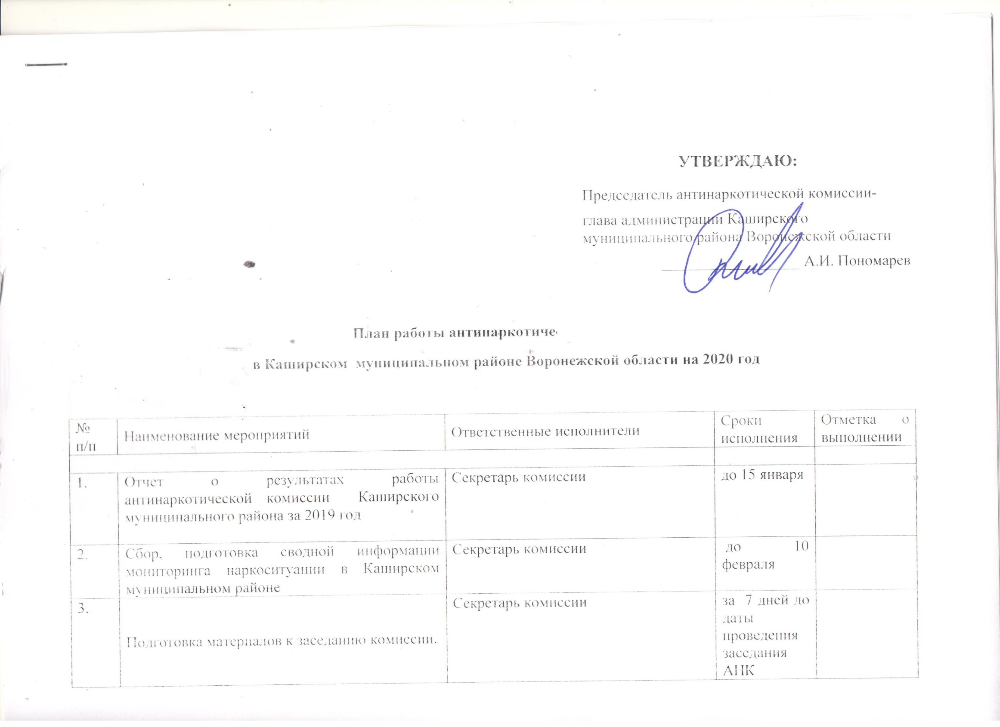 УТВЕРЖДАЮ:
Председатель антинаркотической комиссии-
глава администрации Каширского
муниципального района Воронежской области
А.И. Пономарев
План работы антинаркотиче
в Каширском муниципальном районе Воронежской области на 2020 год
№
п/п
Наименование мероприятий
Ответственные исполнители
Сроки
исполнения
Отметка о
выполнении
1.
Отчет о результатах работы
антинаркотической комиссии Каширского
муниципального района за 2019 год
Секретарь комиссии
до 15 января
2.
Сбор, подготовка сводной информации
мониторинга наркоситуации в Каширском
муниципальном районе
Секретарь комиссии
до 10
февраля
3.
Подготовка материалов к заседанию комиссии.
Секретарь комиссии
за 7 дней до
даты
проведения
заседания
АНК